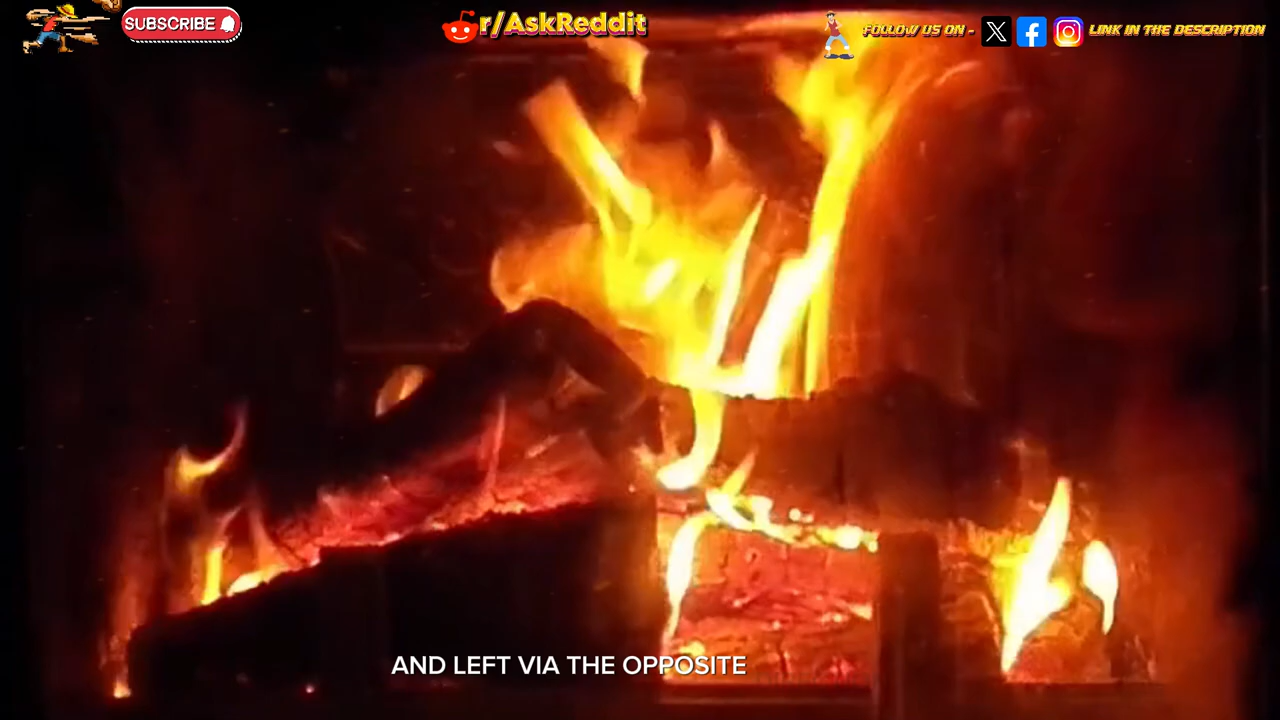 SUBSCRIBE
r/AskReddit
FOLLOW US ON -
LINK IN THE DESCRIPTION
AND LEFT VIA THE OPPOSITE